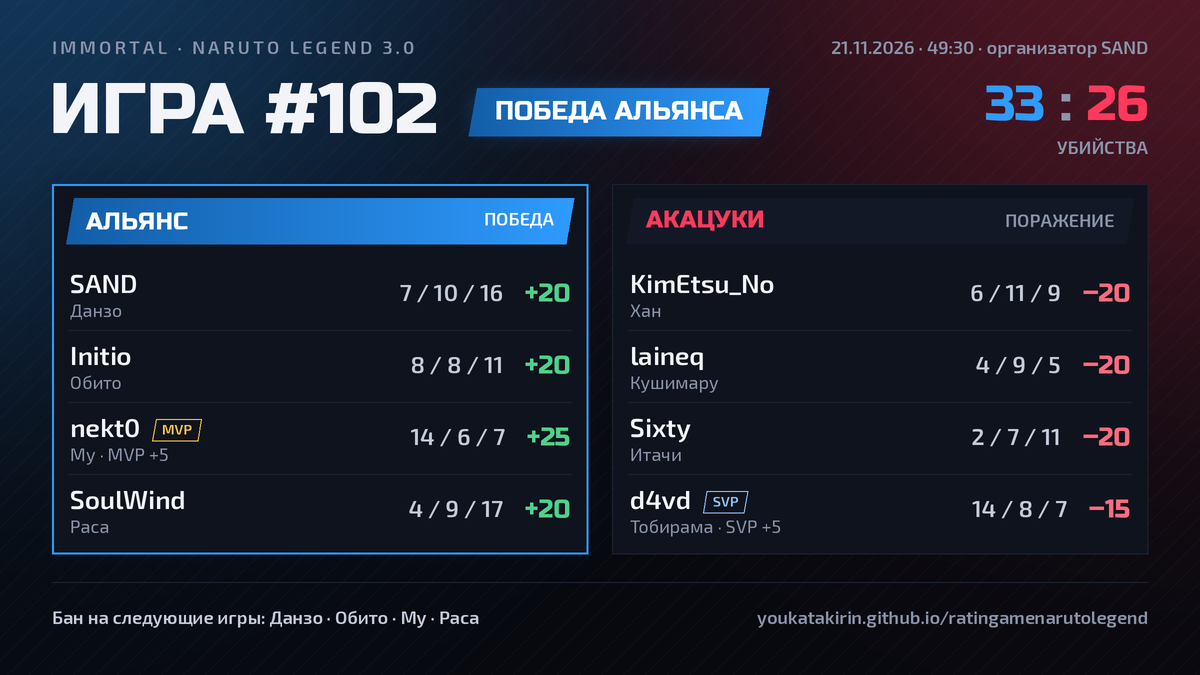 IMMORTAL · NARUTO LEGEND 3.0
21.11.2026 · 49:30 · организатор SAND
ИГРА #102
ПОБЕДА АЛЬЯНСА
33 : 26
УБИЙСТВА
АЛЬЯНС ПОБЕДА
SAND 7 / 10 / 16 +20
Данзо
Initio 8 / 8 / 11 +20
Обито
nekt0 MVP 14 / 6 / 7 +25
Му · MVP +5
SoulWind 4 / 9 / 17 +20
Раса
АКАЦУКИ ПОРАЖЕНИЕ
KimEtsu_No 6 / 11 / 9 −20
Хан
laineq 4 / 9 / 5 −20
Кушимару
Sixty 2 / 7 / 11 −20
Итачи
d4vd SVP 14 / 8 / 7 −15
Тобирама · SVP +5
Бан на следующие игры: Данзо · Обито · Му · Раса
youkatakirin.github.io/ratingamenarutolegend